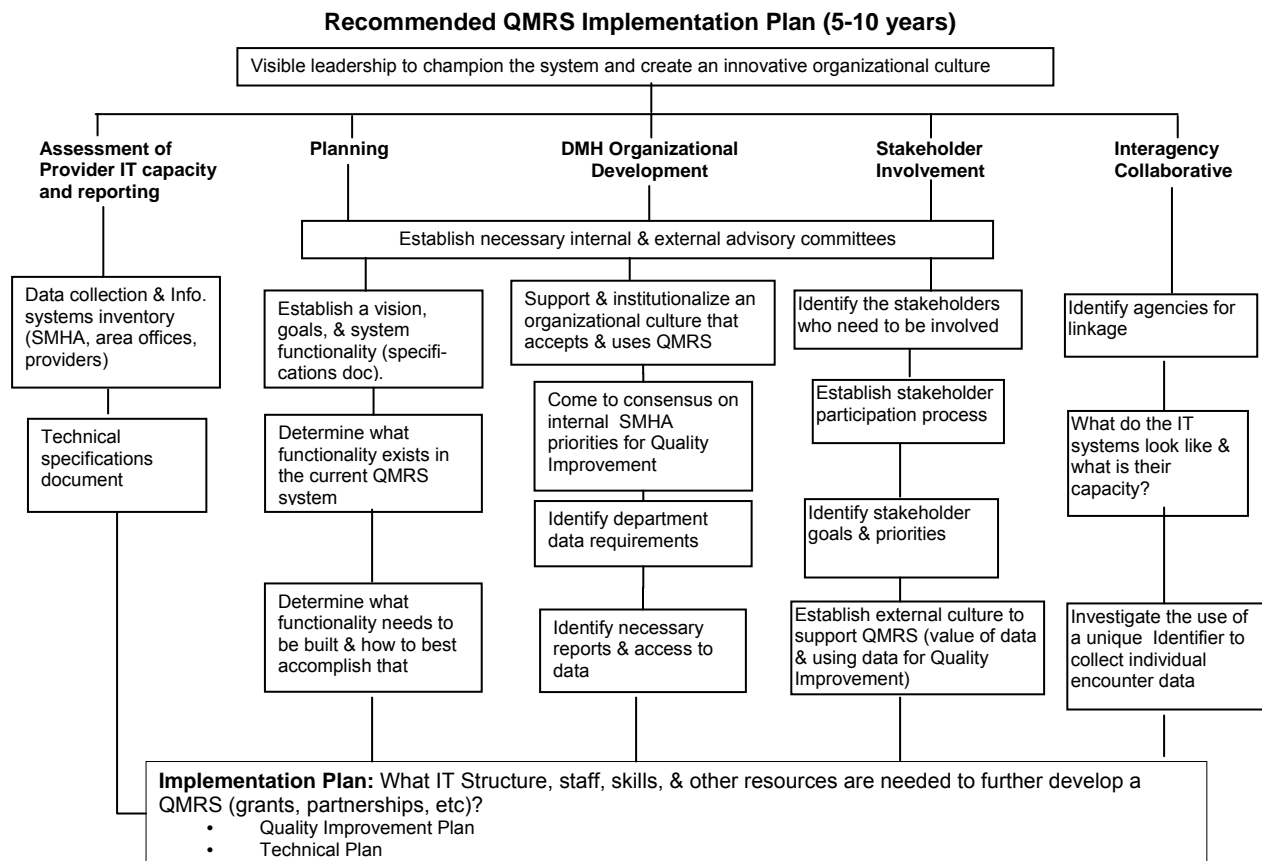 Recommended QMRS Implementation Plan (5-10 years)
Visible leadership to champion the system and create an innovative organizational culture
Assessment of
Provider IT capacity
and reporting
Planning
DMH Organizational
Development
Stakeholder
Involvement
Interagency
Collaborative
Establish necessary internal & external advisory committees
Data collection & Info.
systems inventory
(SMHA, area offices,
providers)
Technical
specifications
document
Establish a vision,
goals, & system
functionality (specifi-
cations doc).
Determine what
functionality exists in
the current QMRS
system
Determine what
functionality needs to
be built & how to best
accomplish that
Support & institutionalize an
organizational culture that
accepts & uses QMRS
Come to consensus on
internal SMHA
priorities for Quality
Improvement
Identify department
data requirements
Identify necessary
reports & access to
data
Identify the stakeholders
who need to be involved
Establish stakeholder
participation process
Identify stakeholder
goals & priorities
Establish external culture to
support QMRS (value of data
& using data for Quality
Improvement)
Identify agencies for
linkage
What do the IT
systems look like &
what is their
capacity?
Investigate the use of
a unique Identifier to
collect individual
encounter data
Implementation Plan: What IT Structure, staff, skills, & other resources are needed to further develop a
QMRS (grants, partnerships, etc)?
• Quality Improvement Plan
• Technical Plan